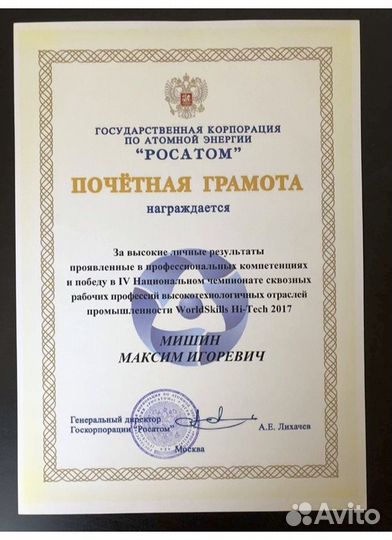 ГОСУДАРСТВЕННАЯ КОРПОРАЦИЯ
ПО АТОМНОЙ ЭНЕРГИИ
“РОСАТОМ”
ПОЧЁТНАЯ ГРАМОТА
награждается
За высокие личные результаты
проявленные в профессиональных компетенциях
и победу в IV Национальном чемпионате сквозных
рабочих профессий высокотехнологичных отраслей
промышленности WorldSkills Hi-Tech 2017
МИШИН
МАКСИМ ИГОРЕВИЧ
Генеральный директор
Госкорпорации “Росатом”
А.Е. Лихачев
Москва
Avito